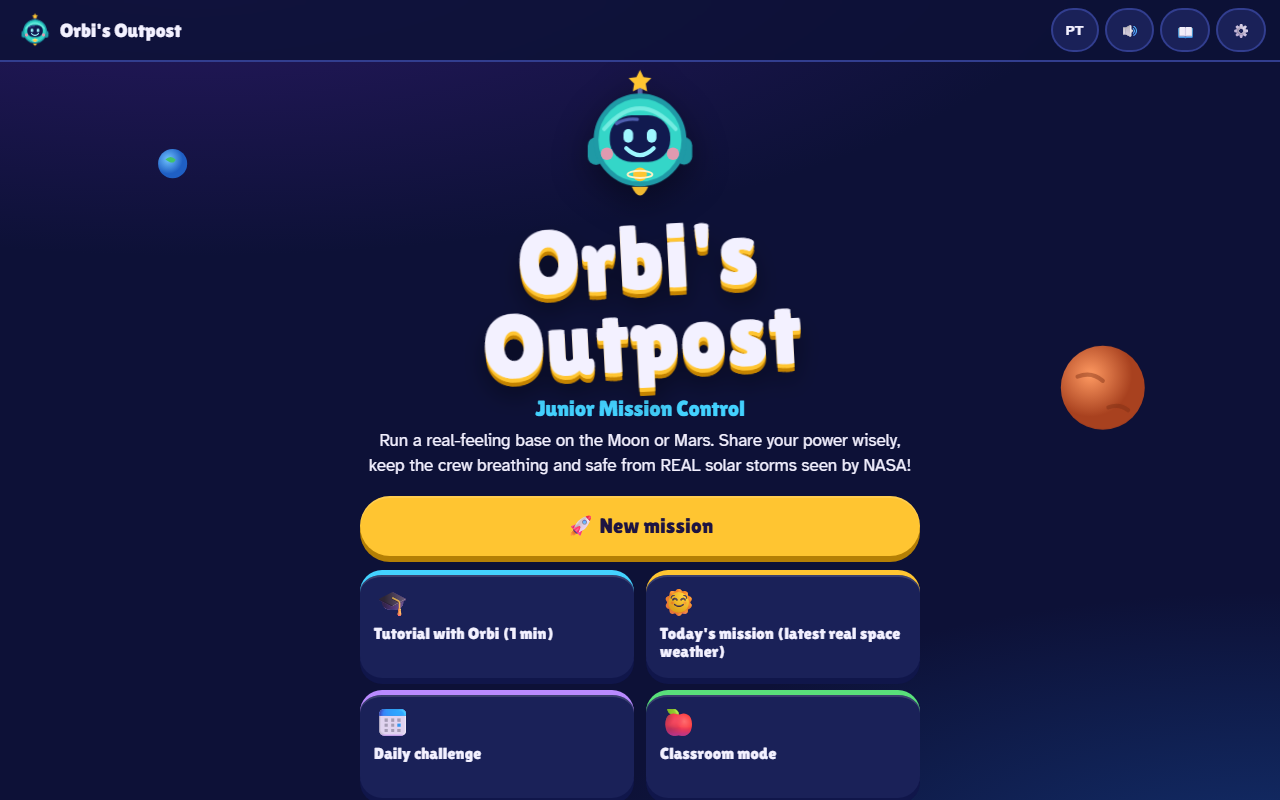 Orbi's Outpost
PT
Orbi's
Outpost
Junior Mission Control
Run a real-feeling base on the Moon or Mars. Share your power wisely,
keep the crew breathing and safe from REAL solar storms seen by NASA!
New mission
Tutorial with Orbi (1 min)
Today's mission (latest real space
weather)
Daily challenge
Classroom mode